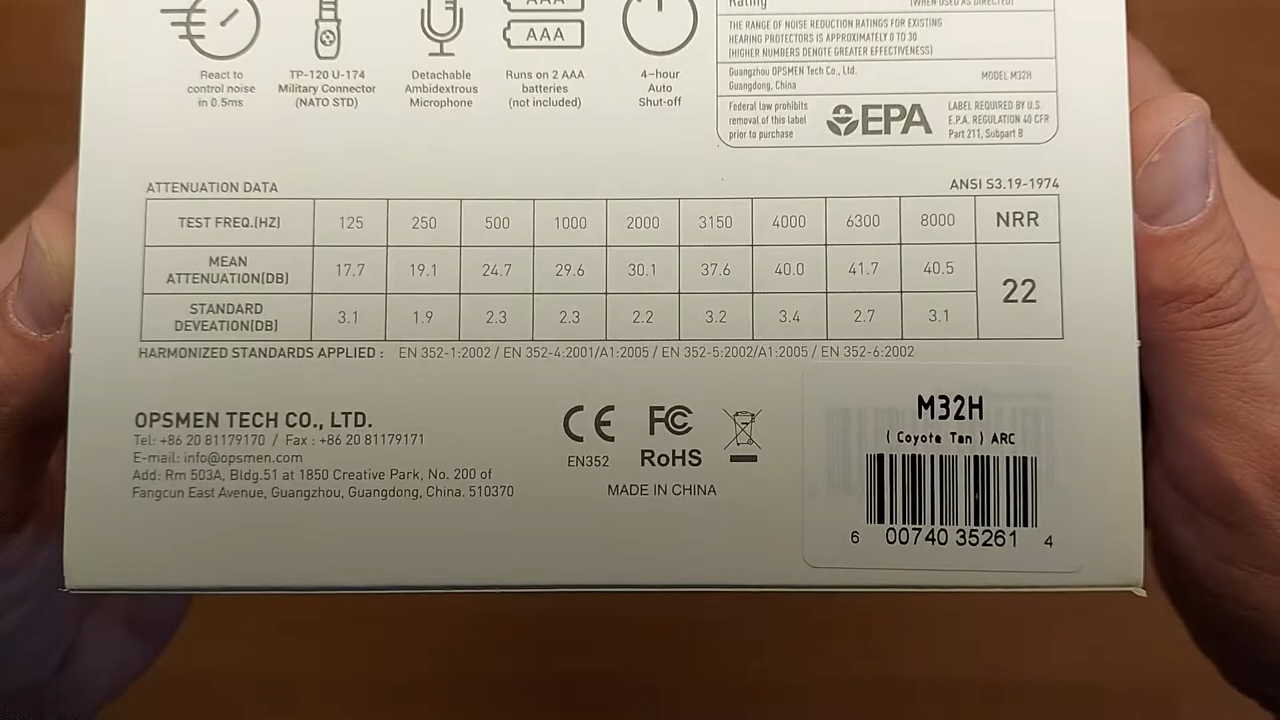 AAA
AAA
React to
control noise
in 0.5ms
TP-120 U-174
Military Connector
(NATO STD)
Detachable
Ambidextrous
Microphone
Runs on 2 AAA
batteries
(not included)
4-hour
Auto
Shut-off
Rating
(WHEN USED AS DIRECTED)
THE RANGE OF NOISE REDUCTION RATINGS FOR EXISTING
HEARING PROTECTORS IS APPROXIMATELY 0 TO 30
(HIGHER NUMBERS DENOTE GREATER EFFECTIVENESS)
Guangzhou OPSMEN Tech Co., Ltd.
Guangdong, China
MODEL M32H
Federal law prohibits
removal of this label
prior to purchase
EPA
LABEL REQUIRED BY U.S.
E.P.A. REGULATION 40 CFR
Part 211, Subpart B
ATTENUATION DATA
ANSI S3.19-1974
TEST FREQ.(HZ) 125 250 500 1000 2000 3150 4000 6300 8000 NRR
MEAN
ATTENUATION(DB) 17.7 19.1 24.7 29.6 30.1 37.6 40.0 41.7 40.5
22
STANDARD
DEVEATION(DB) 3.1 1.9 2.3 2.3 2.2 3.2 3.4 2.7 3.1
HARMONIZED STANDARDS APPLIED : EN 352-1:2002 / EN 352-4:2001/A1:2005 / EN 352-5:2002/A1:2005 / EN 352-6:2002
OPSMEN TECH CO., LTD.
Tel: +86 20 81179170 / Fax : +86 20 81179171
E-mail: info@opsmen.com
Add: Rm 503A, Bldg.51 at 1850 Creative Park, No. 200 of
Fangcun East Avenue, Guangzhou, Guangdong, China. 510370
CE
EN352
FC
RoHS
MADE IN CHINA
M32H
( Coyote Tan ) ARC
6 00740 35261 4